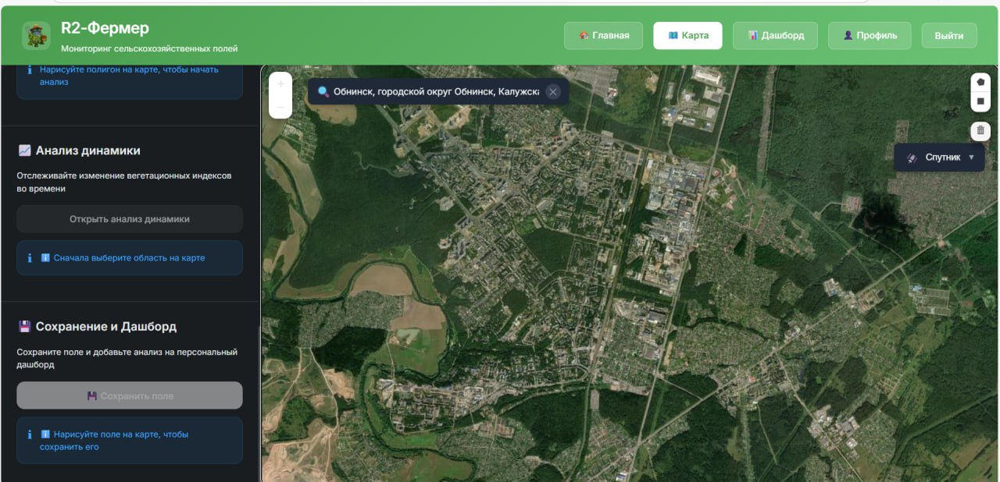 R2-Фермер
Мониторинг сельскохозяйственных полей
Главная
Карта
Дашборд
Профиль
Выйти
Нарисуйте полигон на карте, чтобы начать
анализ
Анализ динамики
Отслеживайте изменение вегетационных индексов
во времени
Открыть анализ динамики
Сначала выберите область на карте
Сохранение и Дашборд
Сохраните поле и добавьте анализ на персональный
дашборд
Сохранить поле
Нарисуйте поле на карте, чтобы
сохранить его
+
−
Обнинск, городской округ Обнинск, Калужска
Спутник